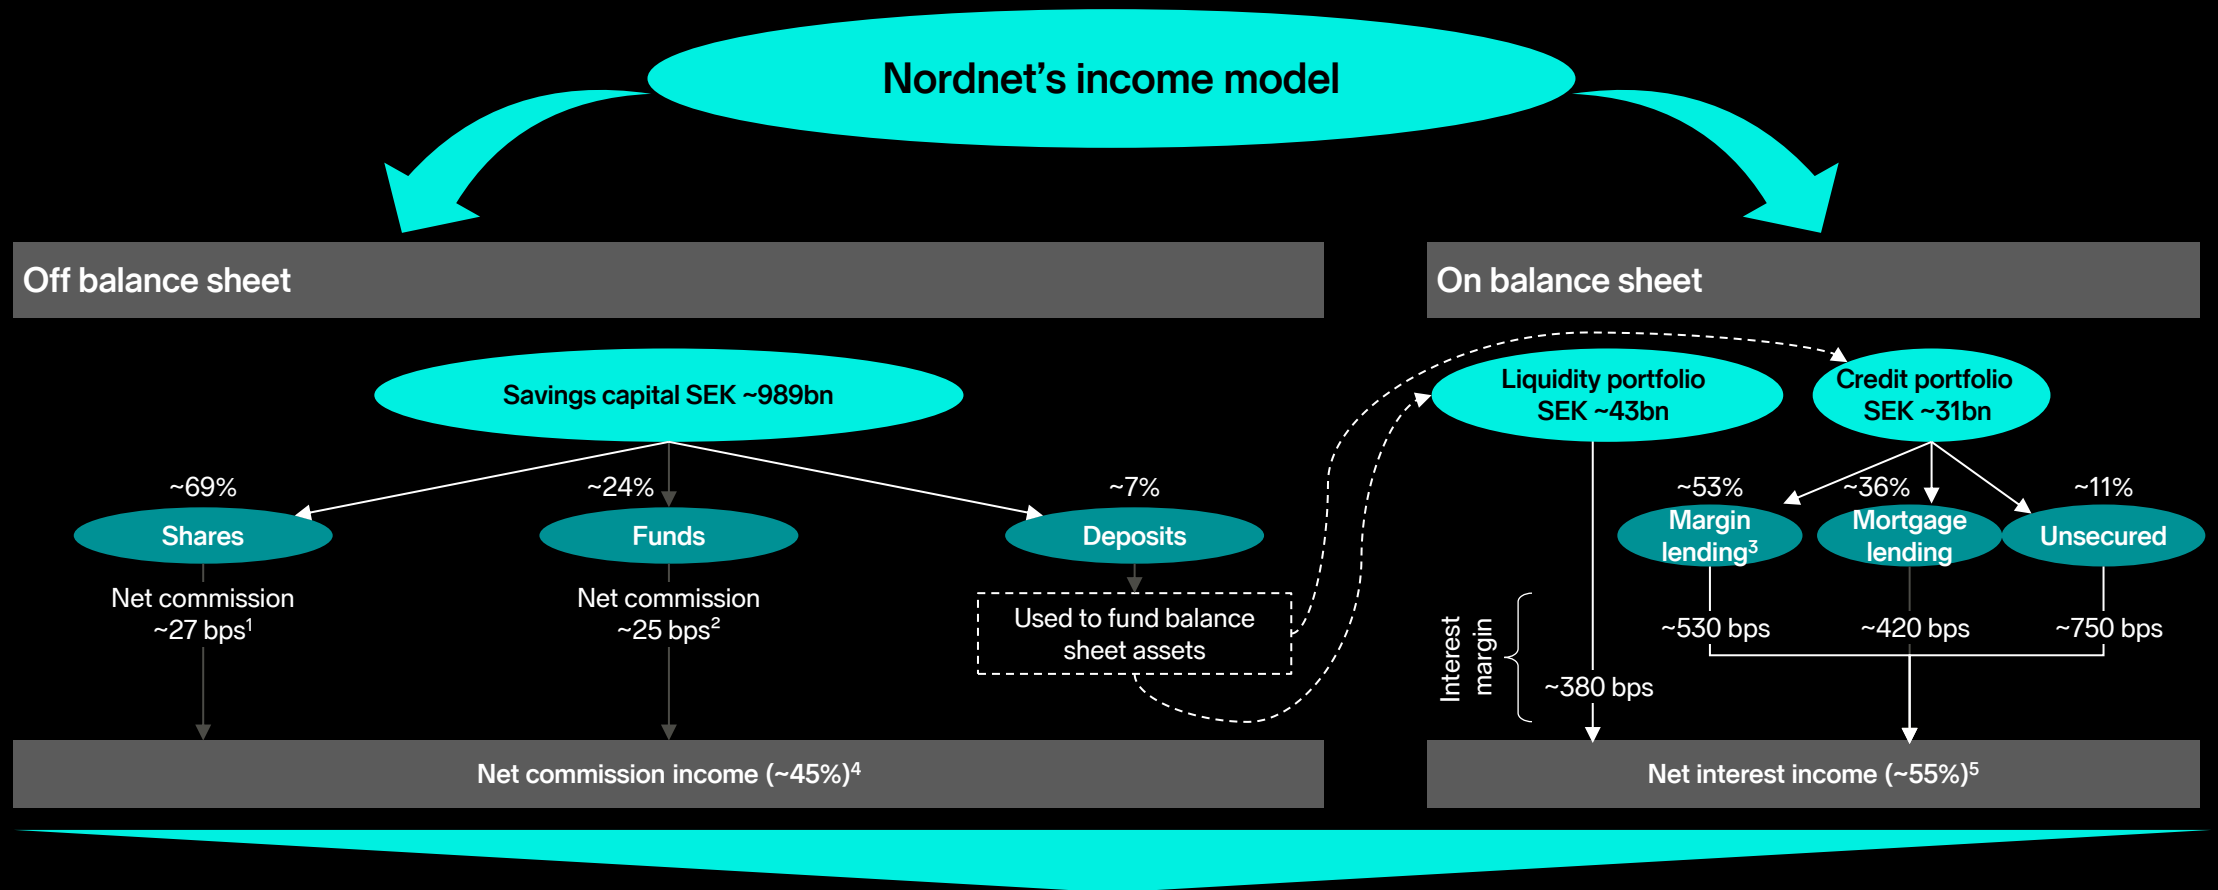 Nordnet’s income model
Off balance sheet
On balance sheet
Savings capital SEK ~989bn
Liquidity portfolio
SEK ~43bn
Credit portfolio
SEK ~31bn
~69%
~24%
~7%
~53%
~36%
~11%
Shares
Funds
Deposits
Margin
lending³
Mortgage
lending
Unsecured
Net commission
~27 bps¹
Net commission
~25 bps²
Used to fund balance
sheet assets
Interest
margin
~380 bps
~530 bps
~420 bps
~750 bps
Net commission income (~45%)⁴
Net interest income (~55%)⁵